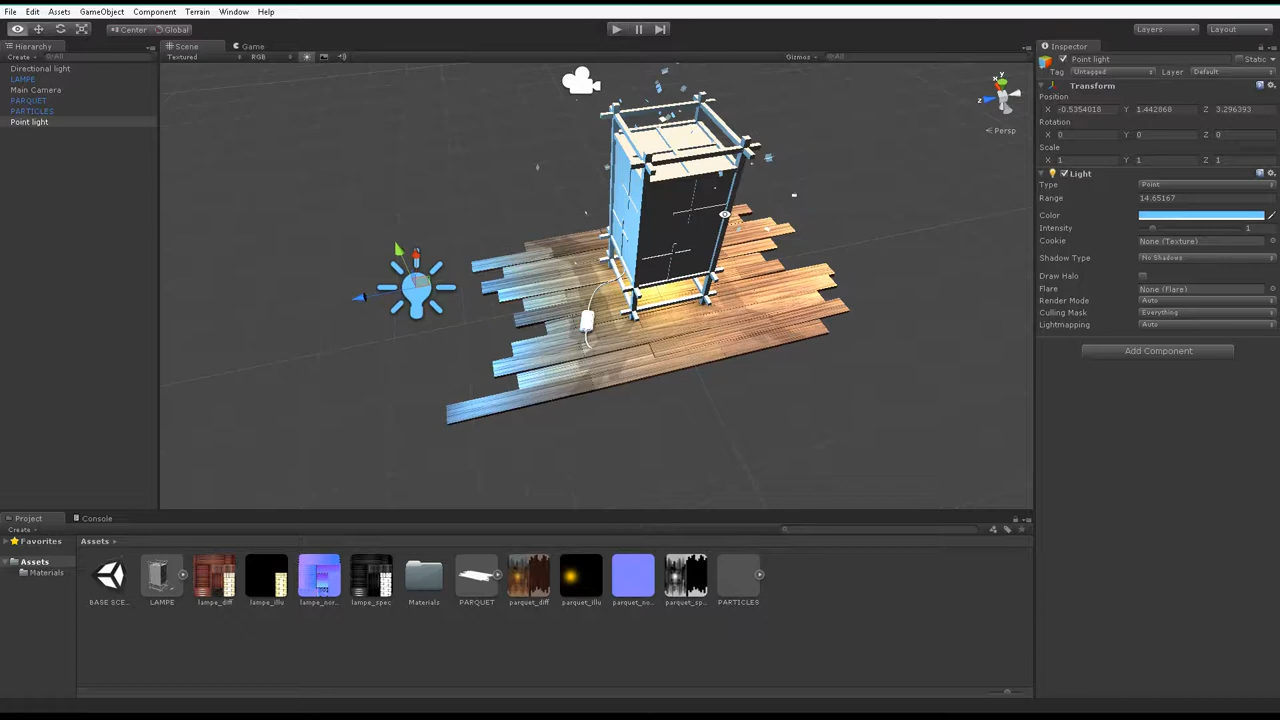 File Edit Assets GameObject Component Terrain Window Help
Center Global
Layers Layout
Hierarchy
Create All
Directional light
LAMPE
Main Camera
PARQUET
PARTICLES
Point light
Scene Game
Textured RGB Gizmos All
y
x
z
Persp
Inspector
Point light Static
Tag Untagged Layer Default
Transform
Position
X -0.5354018 Y 1.442868 Z 3.296393
Rotation
X 0 Y 0 Z 0
Scale
X 1 Y 1 Z 1
Light
Type Point
Range 14.65167
Color
Intensity 1
Cookie None (Texture)
Shadow Type No Shadows
Draw Halo
Flare None (Flare)
Render Mode Auto
Culling Mask Everything
Lightmapping Auto
Add Component
Project Console
Create
Favorites
Assets
Materials
Assets
BASE SCE...
LAMPE
lampe_diff
lampe_illu
lampe_nor...
lampe_spec
Materials
PARQUET
parquet_diff
parquet_illu
parquet_no...
parquet_sp...
PARTICLES